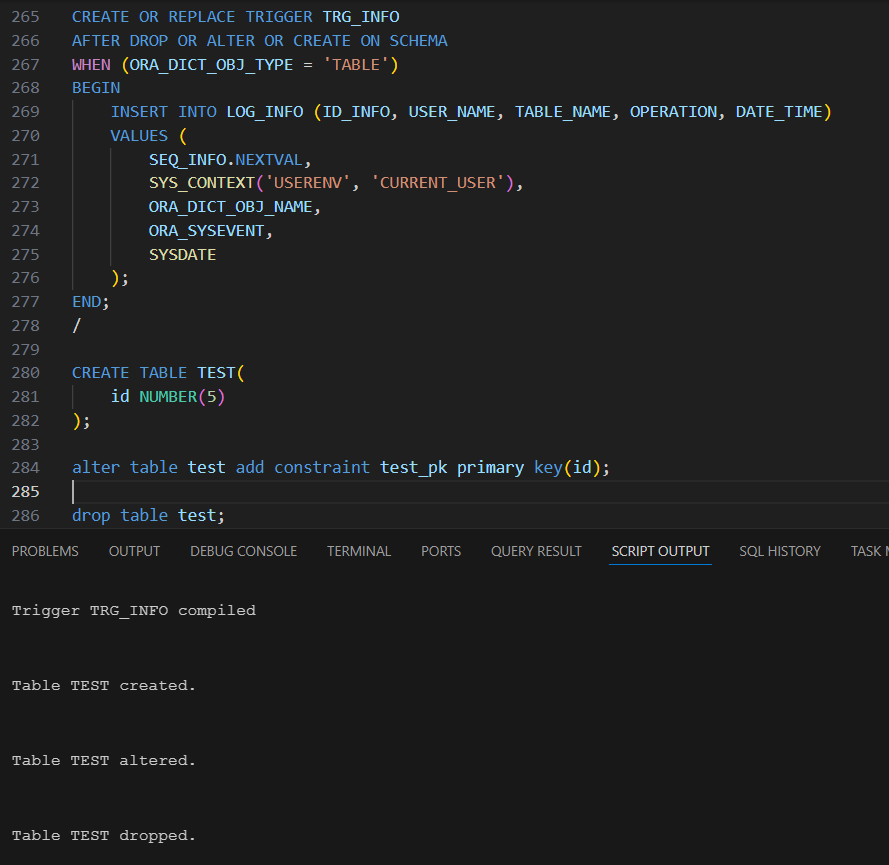 265 CREATE OR REPLACE TRIGGER TRG_INFO
266 AFTER DROP OR ALTER OR CREATE ON SCHEMA
267 WHEN (ORA_DICT_OBJ_TYPE = 'TABLE')
268 BEGIN
269     INSERT INTO LOG_INFO (ID_INFO, USER_NAME, TABLE_NAME, OPERATION, DATE_TIME)
270     VALUES (
271         SEQ_INFO.NEXTVAL,
272         SYS_CONTEXT('USERENV', 'CURRENT_USER'),
273         ORA_DICT_OBJ_NAME,
274         ORA_SYSEVENT,
275         SYSDATE
276     );
277 END;
278 /
279
280 CREATE TABLE TEST(
281     id NUMBER(5)
282 );
283
284 alter table test add constraint test_pk primary key(id);
285
286 drop table test;
PROBLEMS OUTPUT DEBUG CONSOLE TERMINAL PORTS QUERY RESULT SCRIPT OUTPUT SQL HISTORY TASK M
Trigger TRG_INFO compiled
Table TEST created.
Table TEST altered.
Table TEST dropped.